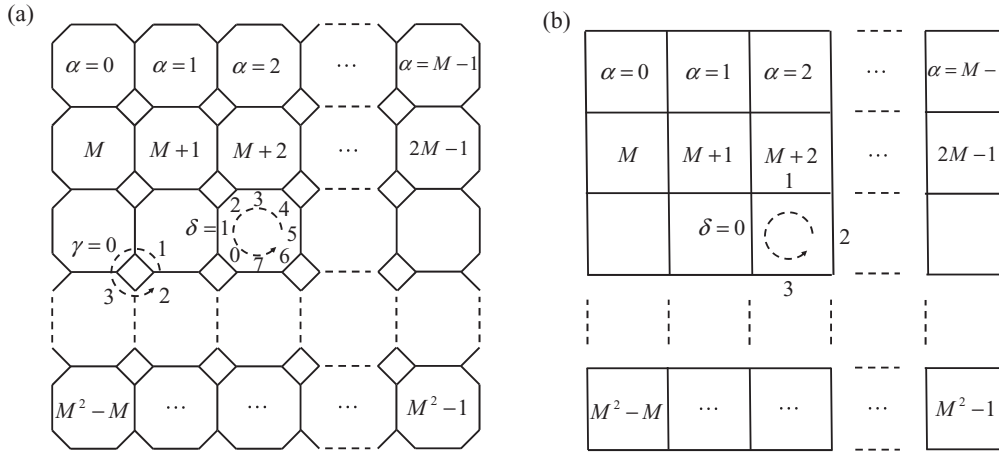 (a)
(b)
α = 0 α = 1 α = 2 ... α = M − 1
M M + 1 M + 2 ... 2M − 1
2 3 4
δ = 1 5
γ = 0 1 0 7 6
3 2
M² − M ... ... ... M² − 1
α = 0 α = 1 α = 2 ... α = M −
M M + 1 M + 2 ... 2M − 1
1
δ = 0 2
3
M² − M ... ... ... M² − 1